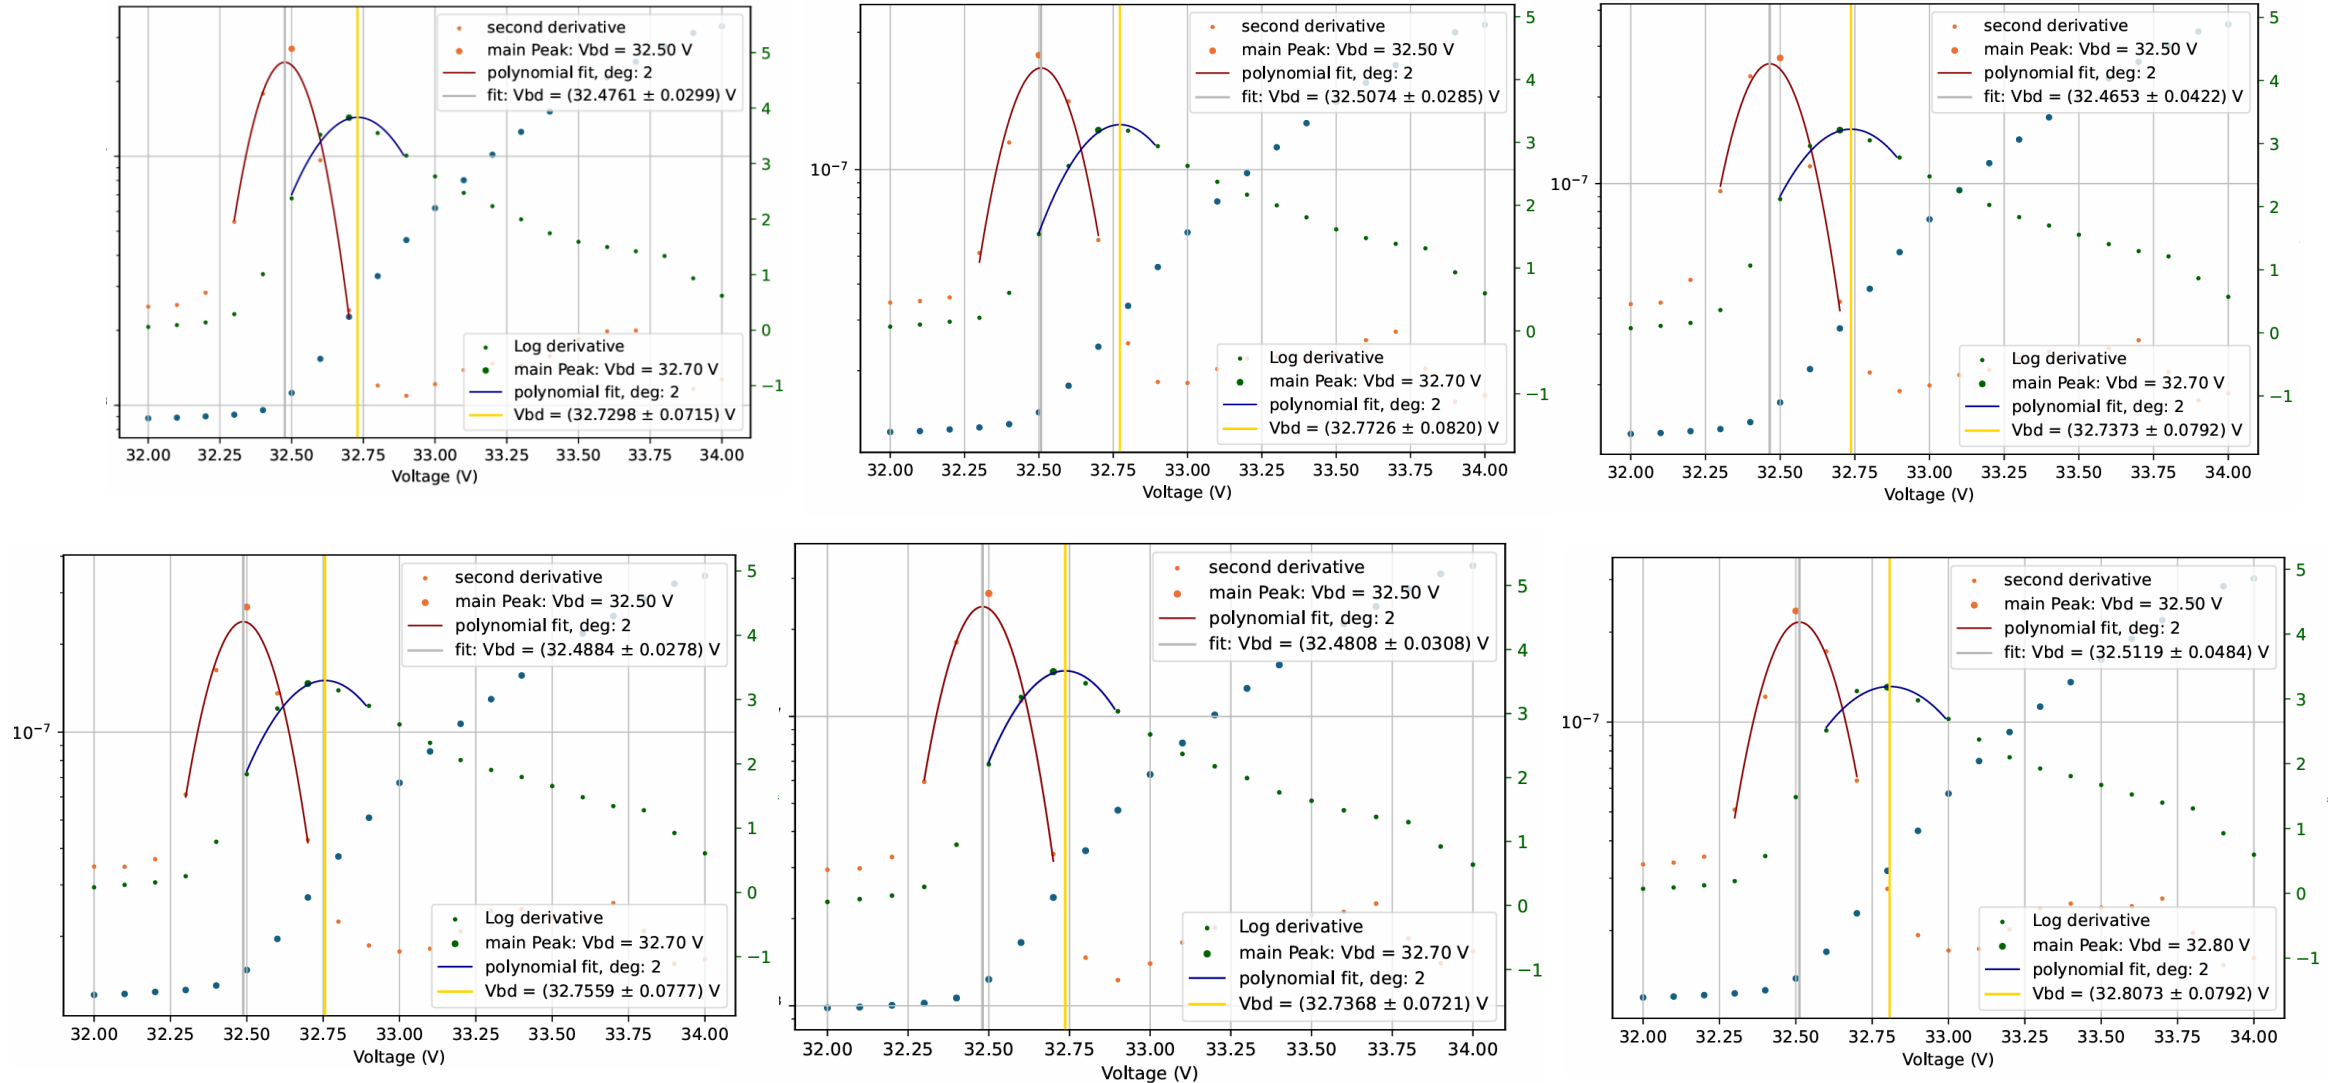 second derivative
main Peak: Vbd = 32.50 V
polynomial fit, deg: 2
fit: Vbd = (32.4761 ± 0.0299) V
5
4
3
2
1
0
−1
Log derivative
main Peak: Vbd = 32.70 V
polynomial fit, deg: 2
Vbd = (32.7298 ± 0.0715) V
32.00 32.25 32.50 32.75 33.00 33.25 33.50 33.75 34.00
Voltage (V)
second derivative
main Peak: Vbd = 32.50 V
polynomial fit, deg: 2
fit: Vbd = (32.5074 ± 0.0285) V
10⁻⁷
5
4
3
2
1
0
−1
Log derivative
main Peak: Vbd = 32.70 V
polynomial fit, deg: 2
Vbd = (32.7726 ± 0.0820) V
32.00 32.25 32.50 32.75 33.00 33.25 33.50 33.75 34.00
Voltage (V)
second derivative
main Peak: Vbd = 32.50 V
polynomial fit, deg: 2
fit: Vbd = (32.4653 ± 0.0422) V
10⁻⁷
5
4
3
2
1
0
−1
Log derivative
main Peak: Vbd = 32.70 V
polynomial fit, deg: 2
Vbd = (32.7373 ± 0.0792) V
32.00 32.25 32.50 32.75 33.00 33.25 33.50 33.75 34.00
Voltage (V)
second derivative
main Peak: Vbd = 32.50 V
polynomial fit, deg: 2
fit: Vbd = (32.4884 ± 0.0278) V
10⁻⁷
5
4
3
2
1
0
−1
Log derivative
main Peak: Vbd = 32.70 V
polynomial fit, deg: 2
Vbd = (32.7559 ± 0.0777) V
32.00 32.25 32.50 32.75 33.00 33.25 33.50 33.75 34.00
Voltage (V)
second derivative
main Peak: Vbd = 32.50 V
polynomial fit, deg: 2
fit: Vbd = (32.4808 ± 0.0308) V
5
4
3
2
1
0
−1
Log derivative
main Peak: Vbd = 32.70 V
polynomial fit, deg: 2
Vbd = (32.7368 ± 0.0721) V
32.00 32.25 32.50 32.75 33.00 33.25 33.50 33.75 34.00
Voltage (V)
second derivative
main Peak: Vbd = 32.50 V
polynomial fit, deg: 2
fit: Vbd = (32.5119 ± 0.0484) V
10⁻⁷
5
4
3
2
1
0
−1
Log derivative
main Peak: Vbd = 32.80 V
polynomial fit, deg: 2
Vbd = (32.8073 ± 0.0792) V
32.00 32.25 32.50 32.75 33.00 33.25 33.50 33.75 34.00
Voltage (V)